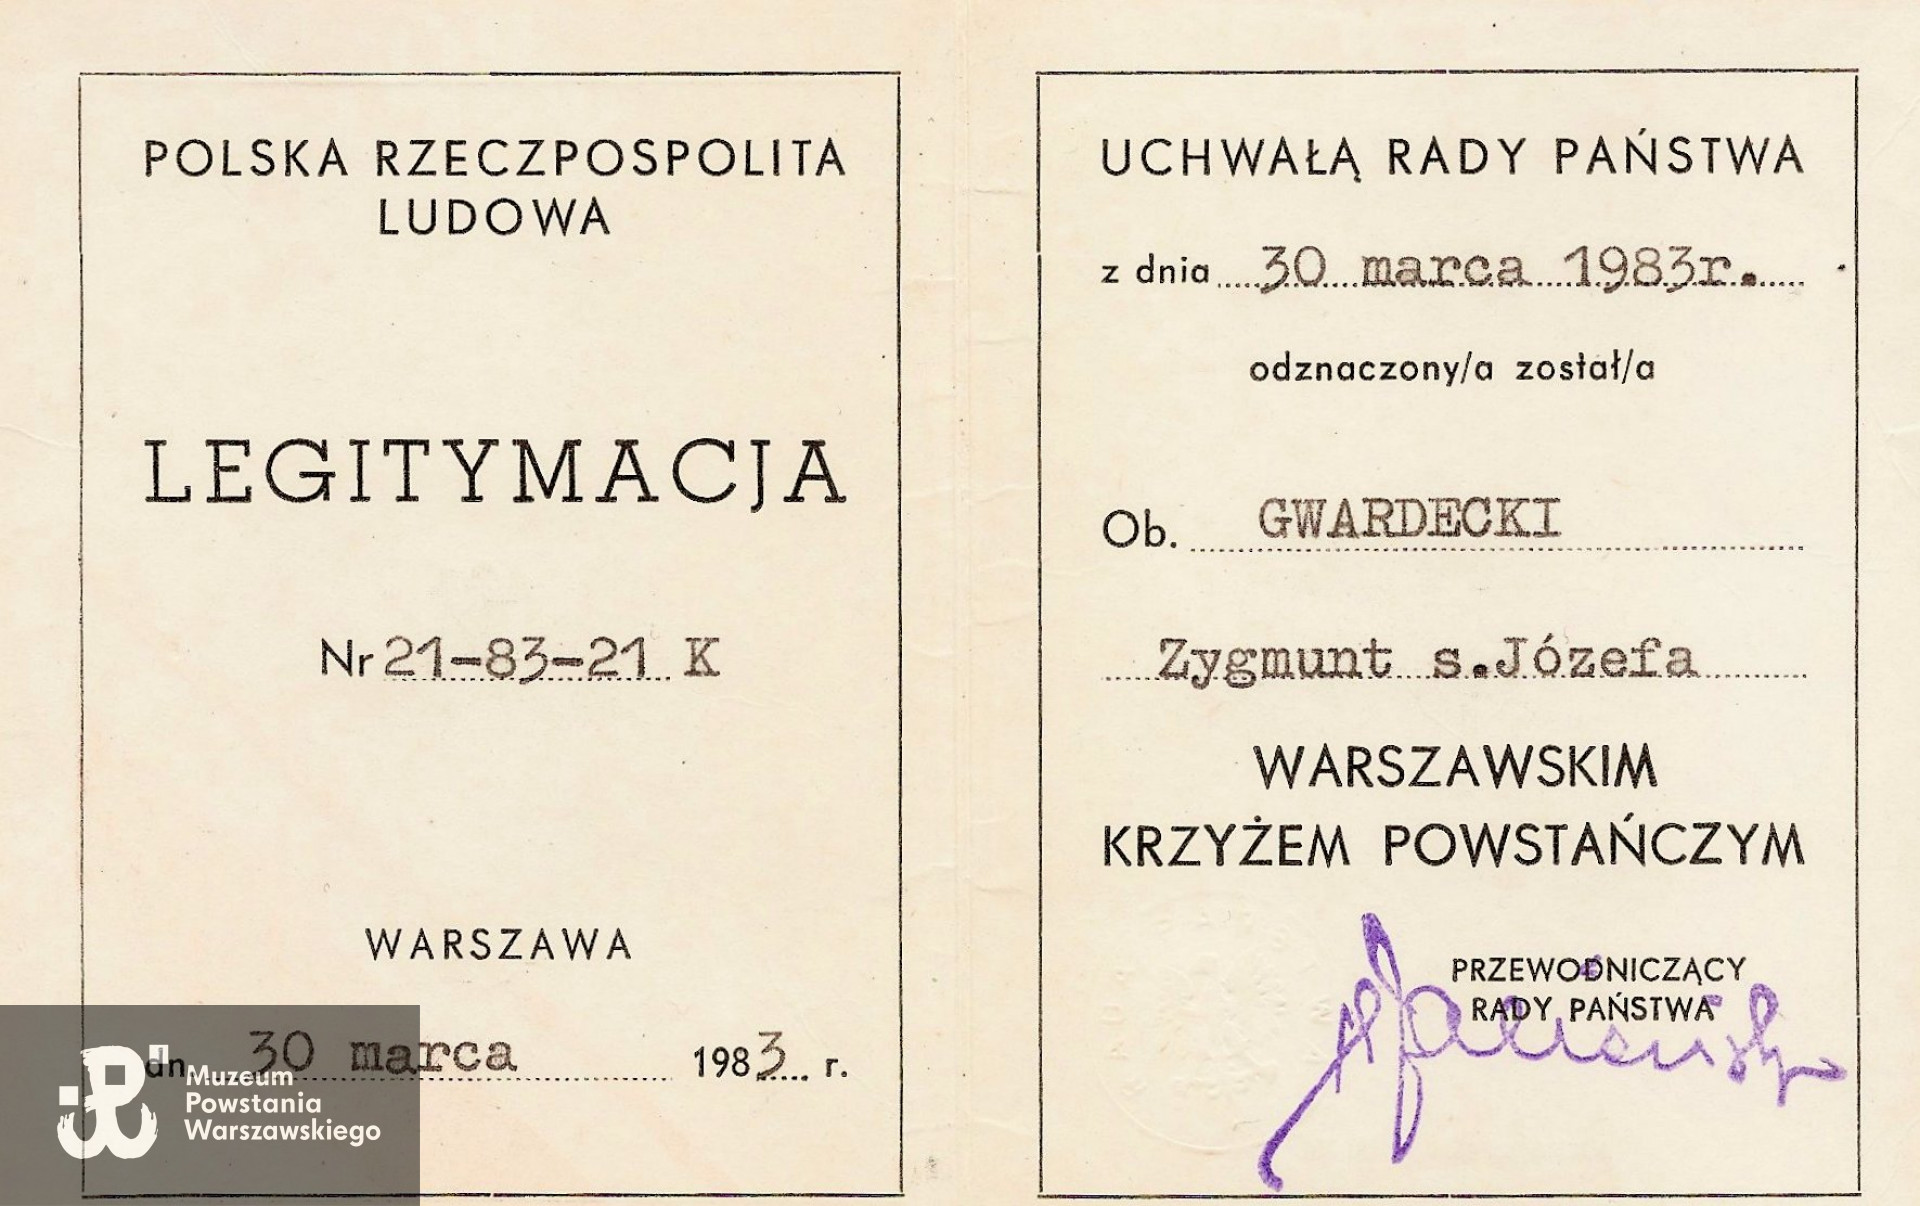 POLSKA RZECZPOSPOLITA
LUDOWA
LEGITYMACJA
Nr 21-83-21 K
WARSZAWA
dn. 30 marca 1983 r.
Muzeum
Powstania
Warszawskiego
UCHWAŁĄ RADY PAŃSTWA
z dnia 30 marca 1983r.
odznaczony/a został/a
Ob. GWARDECKI
Zygmunt s.Józefa
WARSZAWSKIM
KRZYŻEM POWSTAŃCZYM
PRZEWODNICZĄCY
RADY PAŃSTWA